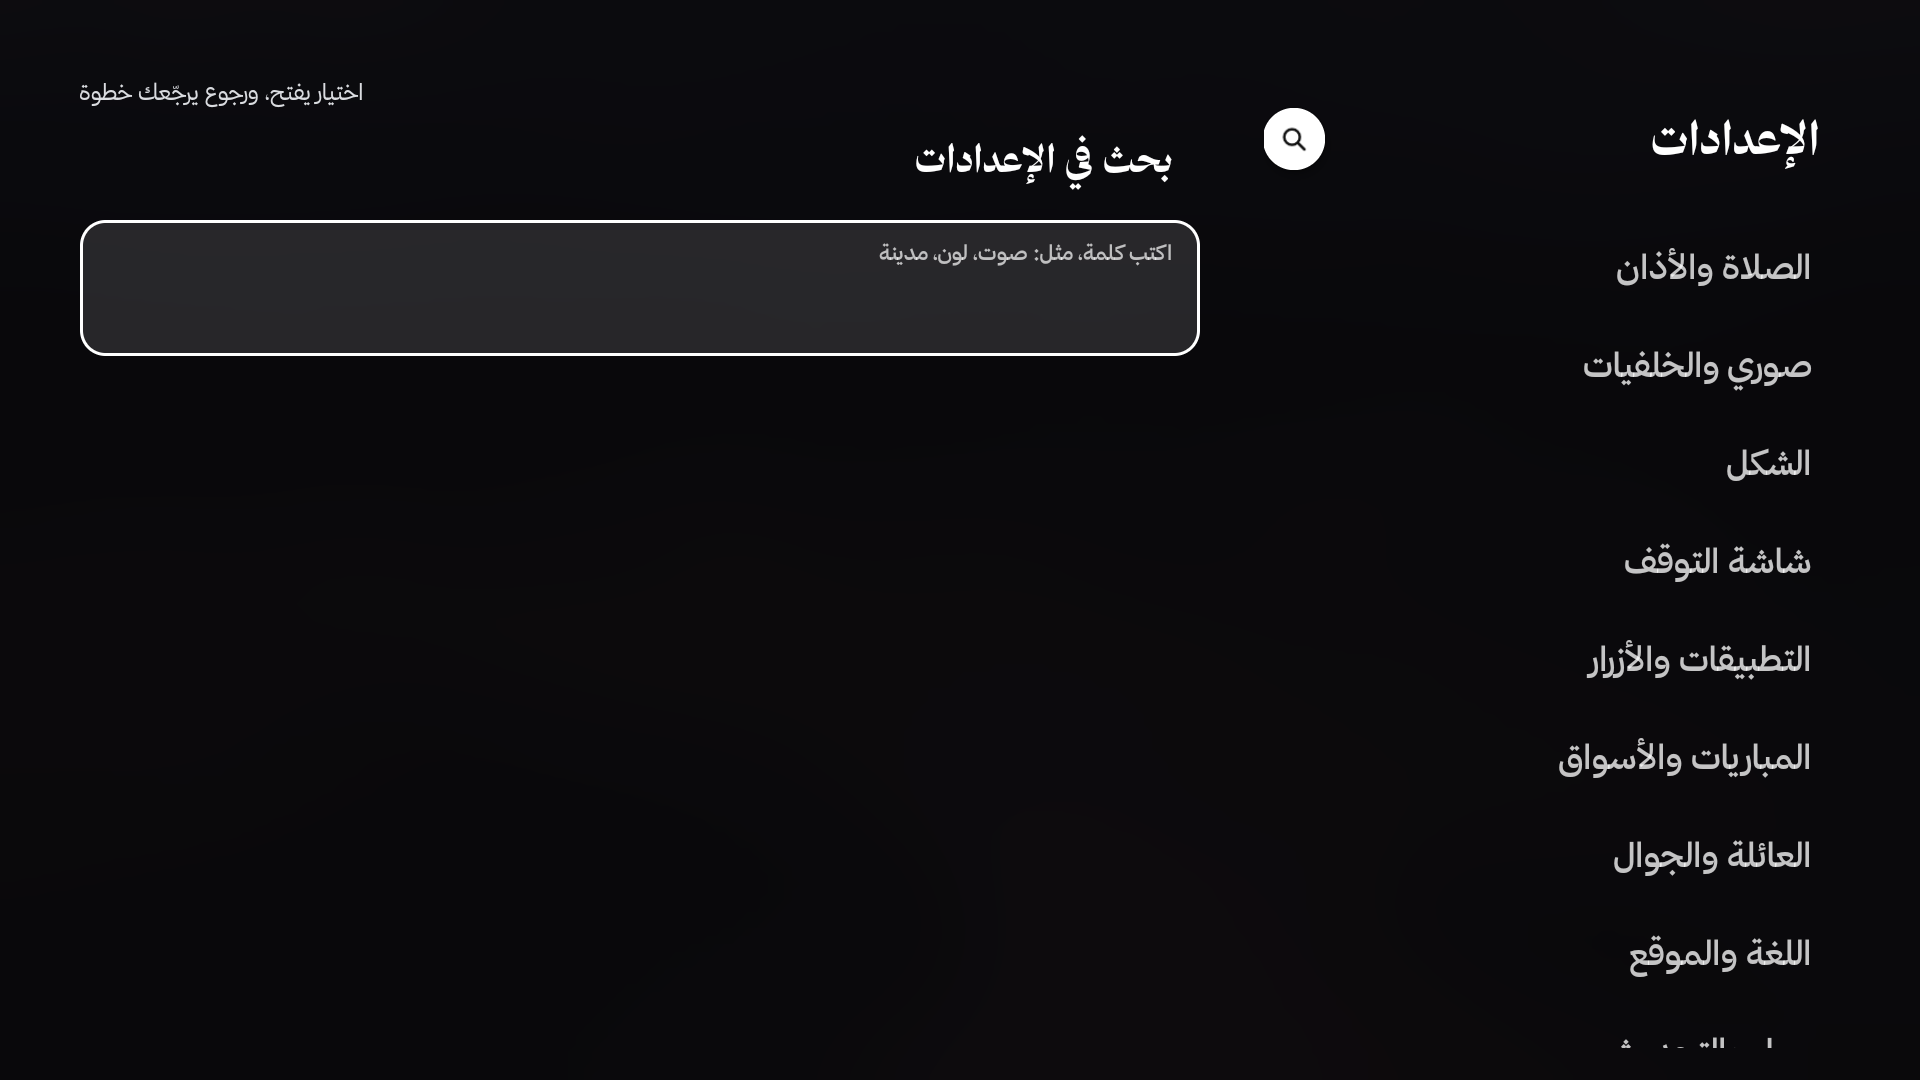 الإعدادات
الصلاة والأذان
صوري والخلفيات
الشكل
شاشة التوقف
التطبيقات والأزرار
المباريات والأسواق
العائلة والجوال
اللغة والموقع
اختيار يفتح، ورجوع يرجّعك خطوة
بحث في الإعدادات
اكتب كلمة، مثل: صوت، لون، مدينة